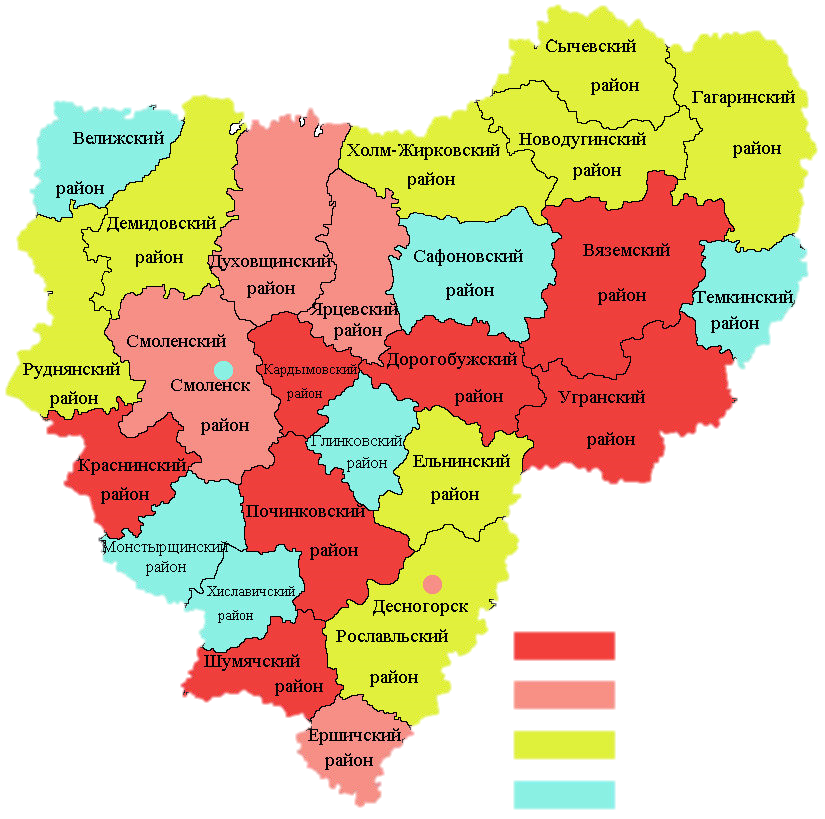 Сычевский
район
Гагаринский
район
Новодугинский
район
Холм-Жирковский
район
Велижский
район
Демидовский
район
Духовщинский
район
Ярцевский
район
Сафоновский
район
Вяземский
район
Темкинский
район
Руднянский
район
Смоленский
Смоленск
район
Кардымовский
район
Дорогобужский
район
Угранский
район
Глинковский
район
Ельнинский
район
Краснинский
район
Починковский
район
Монстырщинский
район
Хиславичский
район
Десногорск
Рославльский
район
Шумячский
район
Ершичский
район